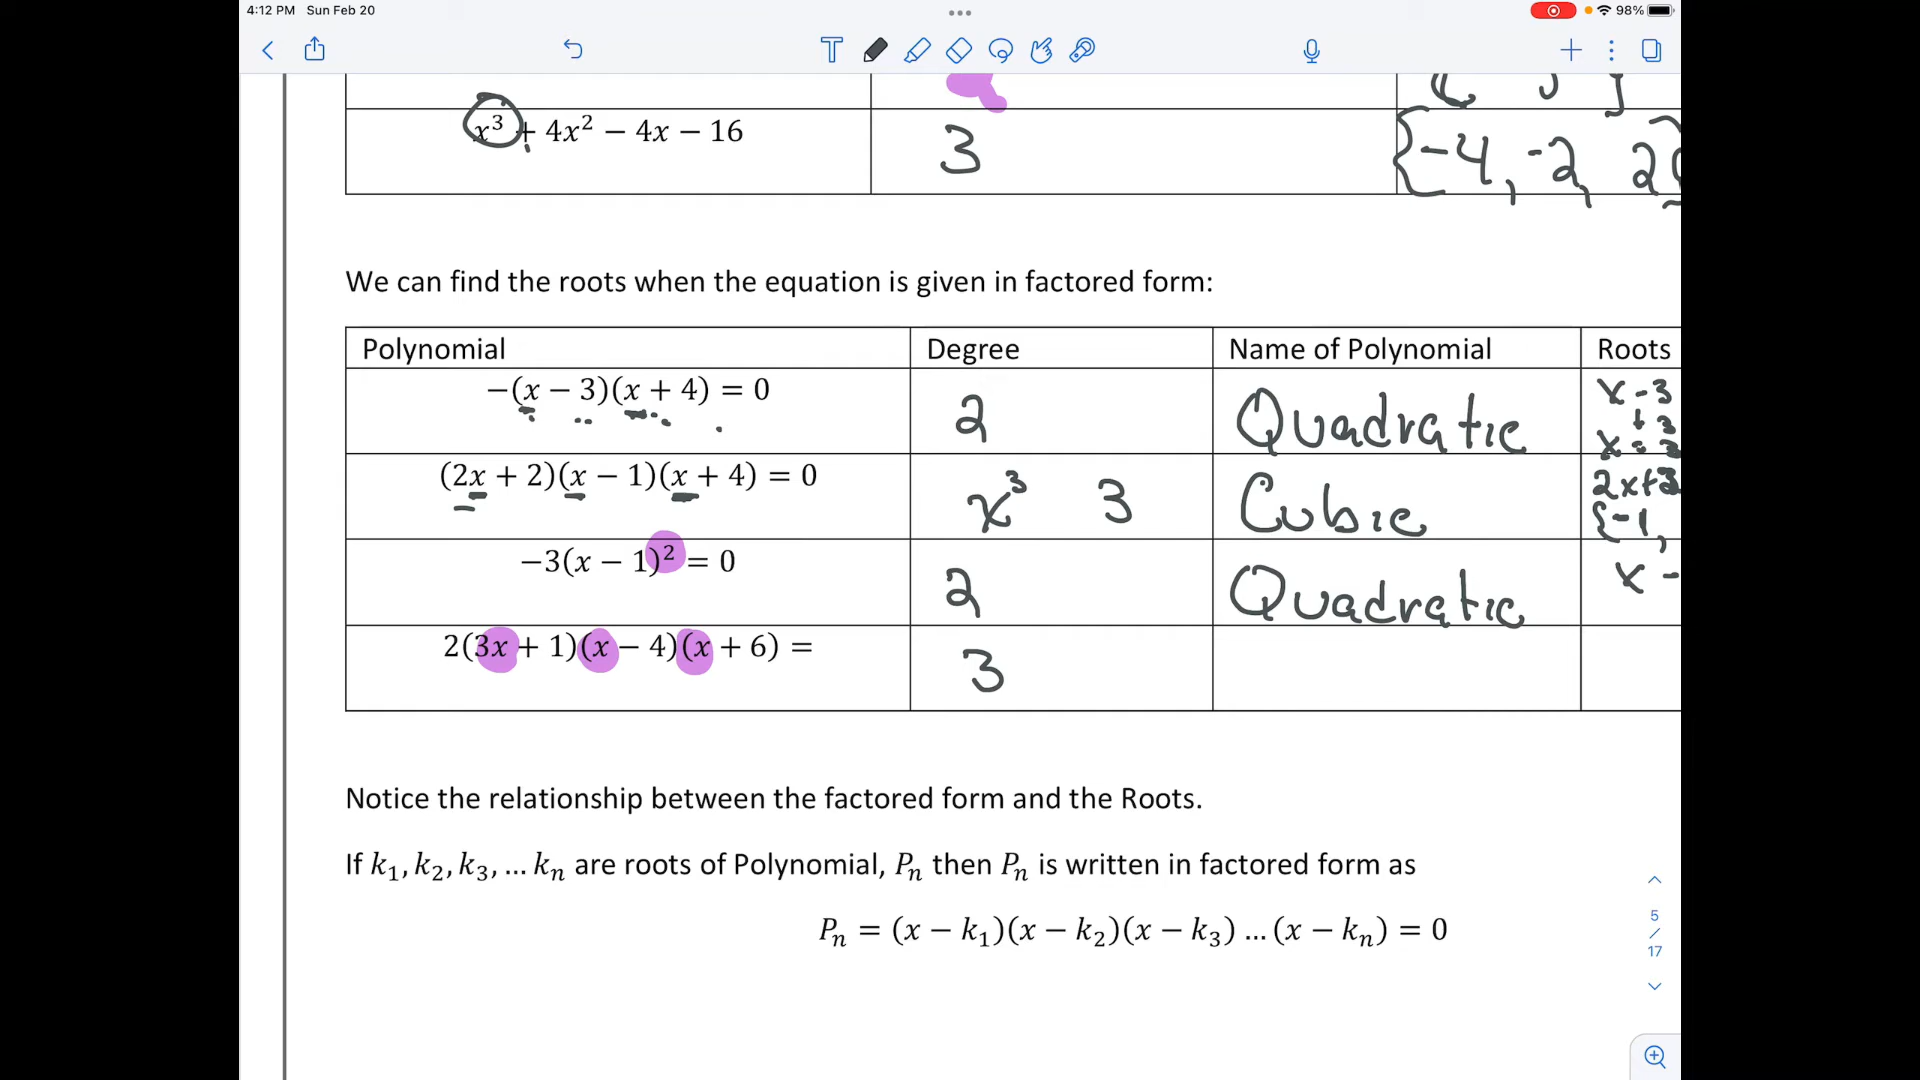 4:12 PM Sun Feb 20
98%
x³ + 4x² − 4x − 16
3
{-4, -2, 2}
We can find the roots when the equation is given in factored form:
Polynomial Degree Name of Polynomial Roots
−(x − 3)(x + 4) = 0 2 Quadratic x - 3
+ 3
x = 3
(2x + 2)(x − 1)(x + 4) = 0 x³ 3 Cubic
{-1,
−3(x − 1)² = 0 2 Quadratic x -
2(3x + 1)(x − 4)(x + 6) = 3
Notice the relationship between the factored form and the Roots.
If k₁, k₂, k₃, … kₙ are roots of Polynomial, Pₙ then Pₙ is written in factored form as
Pₙ = (x − k₁)(x − k₂)(x − k₃) … (x − kₙ) = 0
5
/
17